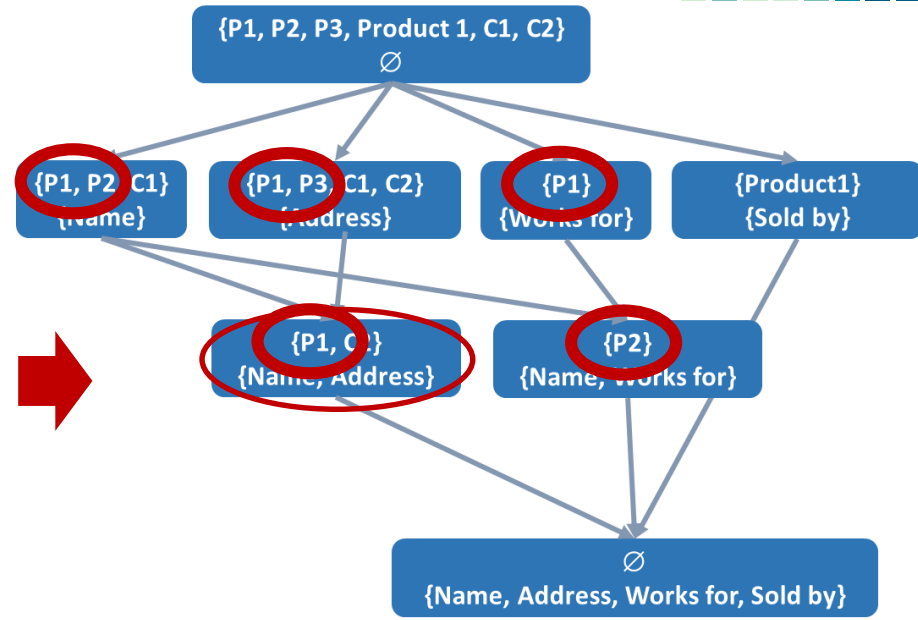 {P1, P2, P3, Product 1, C1, C2}
∅
{P1, P2, C1}
{Name}
{P1, P3, C1, C2}
{Address}
{P1}
{Works for}
{Product1}
{Sold by}
{P1, C2}
{Name, Address}
{P2}
{Name, Works for}
∅
{Name, Address, Works for, Sold by}